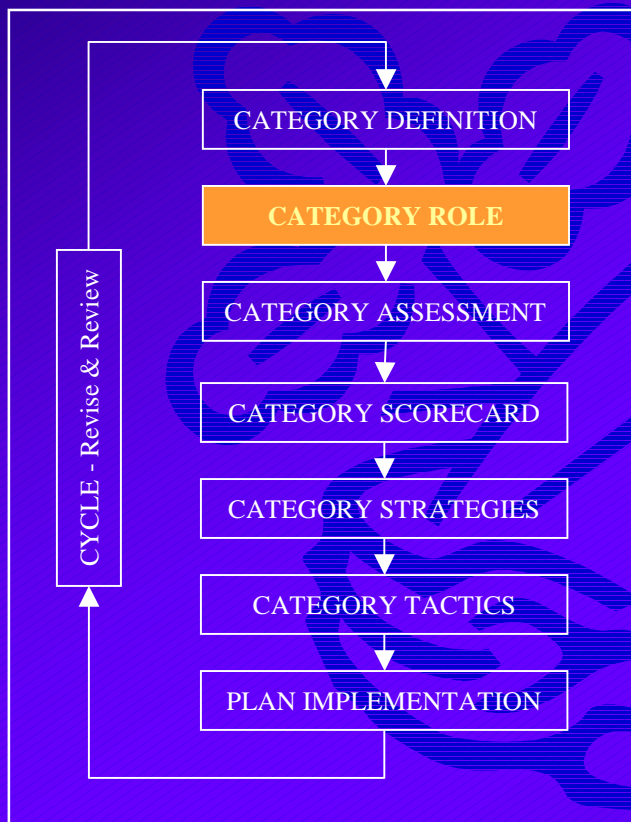 CATEGORY DEFINITION
CATEGORY ROLE
CATEGORY ASSESSMENT
CATEGORY SCORECARD
CATEGORY STRATEGIES
CATEGORY TACTICS
PLAN IMPLEMENTATION
CYCLE - Revise & Review